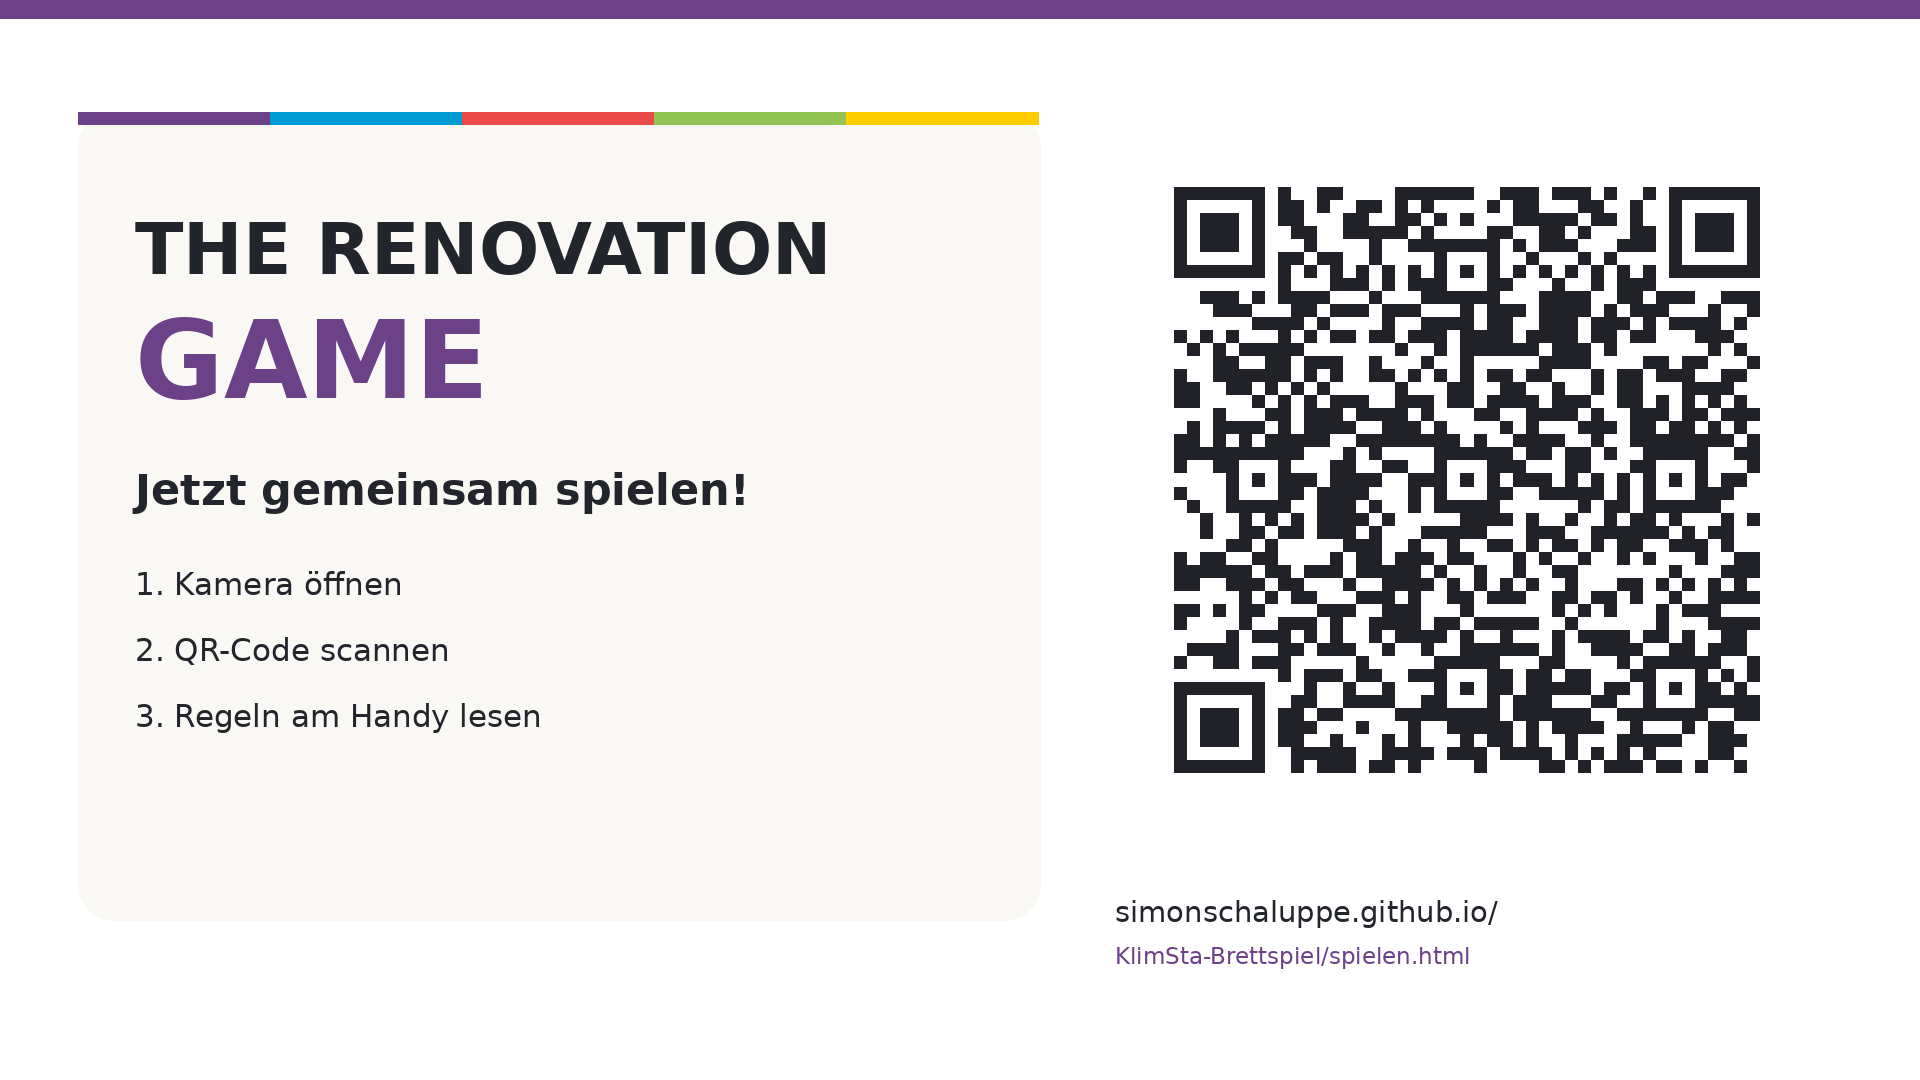 THE RENOVATION
GAME
Jetzt gemeinsam spielen!
1. Kamera öffnen
2. QR-Code scannen
3. Regeln am Handy lesen
simonschaluppe.github.io/
KlimSta-Brettspiel/spielen.html